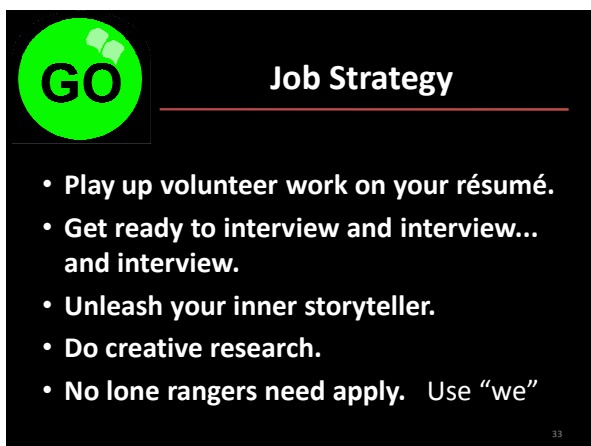 GO
Job Strategy
• Play up volunteer work on your résumé.
• Get ready to interview and interview...
and interview.
• Unleash your inner storyteller.
• Do creative research.
• No lone rangers need apply. Use “we”
33